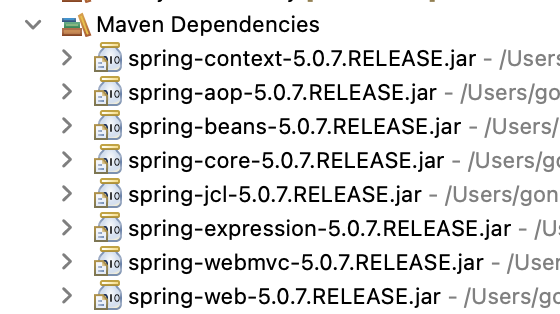 Maven Dependencies
spring-context-5.0.7.RELEASE.jar - /Users
spring-aop-5.0.7.RELEASE.jar - /Users/go
spring-beans-5.0.7.RELEASE.jar - /Users/
spring-core-5.0.7.RELEASE.jar - /Users/go
spring-jcl-5.0.7.RELEASE.jar - /Users/gon
spring-expression-5.0.7.RELEASE.jar - /U
spring-webmvc-5.0.7.RELEASE.jar - /User
spring-web-5.0.7.RELEASE.jar - /Users/go